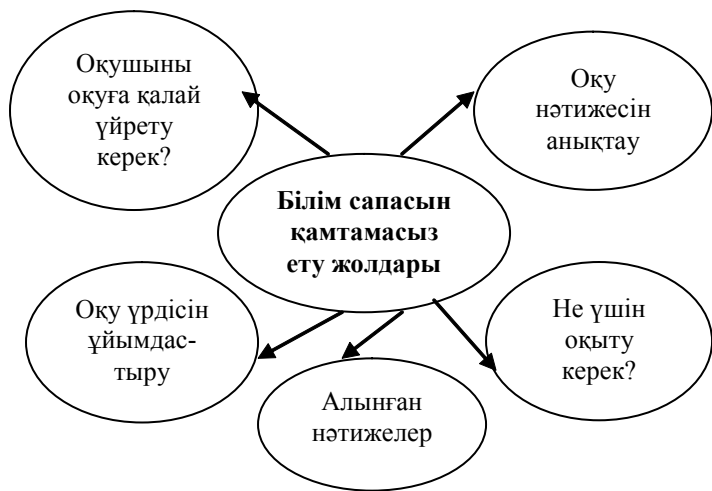 Оқушыны
оқуға қалай
үйрету
керек?
Оқу
нәтижесін
анықтау
Білім сапасын
қамтамасыз
ету жолдары
Оқу үрдісін
ұйымдас-
тыру
Алынған
нәтижелер
Не үшін
оқыту
керек?